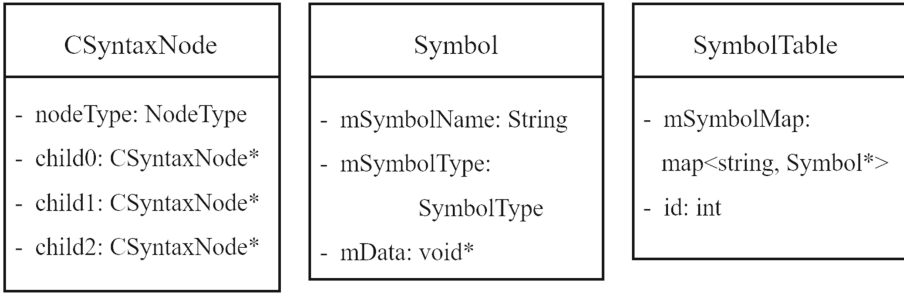 CSyntaxNode
- nodeType: NodeType
- child0: CSyntaxNode*
- child1: CSyntaxNode*
- child2: CSyntaxNode*
Symbol
- mSymbolName: String
- mSymbolType:
SymbolType
- mData: void*
SymbolTable
- mSymbolMap:
map<string, Symbol*>
- id: int